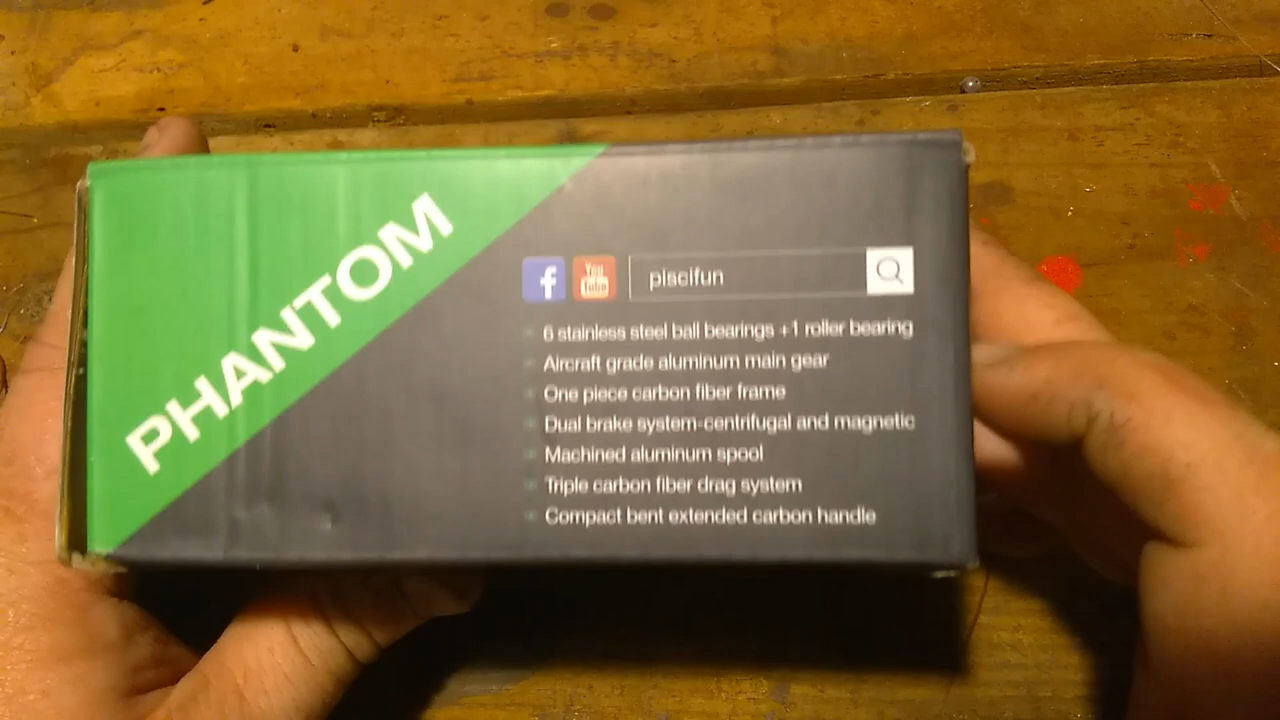 PHANTOM
f
You
Tube
piscifun
6 stainless steel ball bearings +1 roller bearing
Aircraft grade aluminum main gear
One piece carbon fiber frame
Dual brake system-centrifugal and magnetic
Machined aluminum spool
Triple carbon fiber drag system
Compact bent extended carbon handle